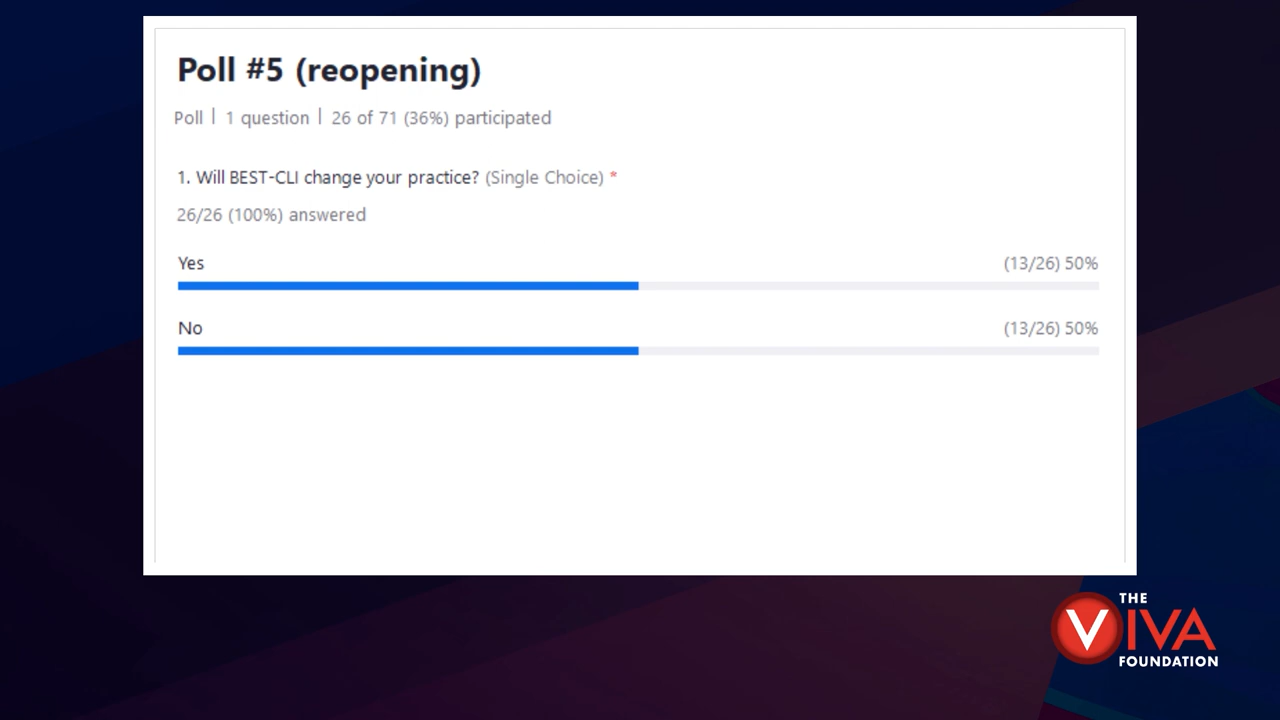 Poll #5 (reopening)
Poll | 1 question | 26 of 71 (36%) participated
1. Will BEST-CLI change your practice? (Single Choice) *
26/26 (100%) answered
Yes (13/26) 50%
No (13/26) 50%
THE
VIVA
FOUNDATION